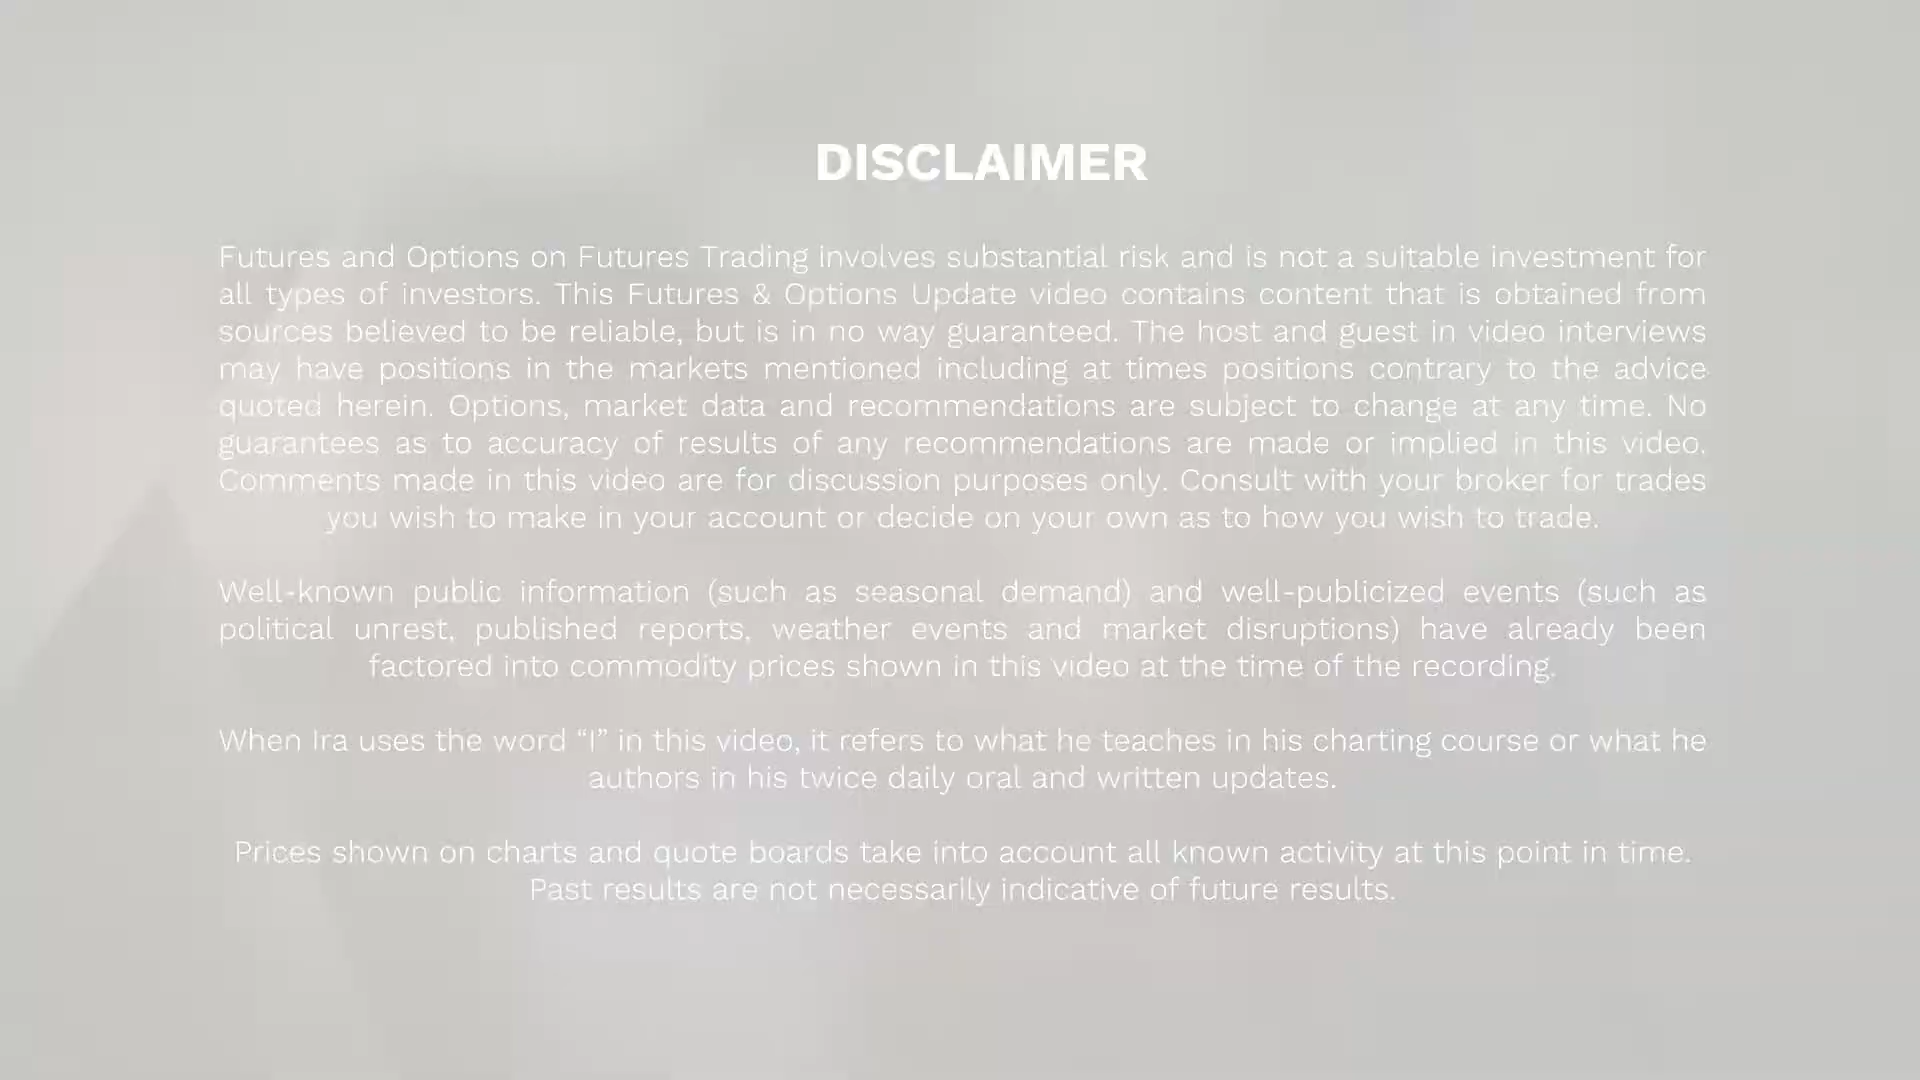 DISCLAIMER
Futures and Options on Futures Trading involves substantial risk and is not a suitable investment for
all types of investors. This Futures & Options Update video contains content that is obtained from
sources believed to be reliable, but is in no way guaranteed. The host and guest in video interviews
may have positions in the markets mentioned including at times positions contrary to the advice
quoted herein. Options, market data and recommendations are subject to change at any time. No
guarantees as to accuracy of results of any recommendations are made or implied in this video.
Comments made in this video are for discussion purposes only. Consult with your broker for trades
you wish to make in your account or decide on your own as to how you wish to trade.
Well-known public information (such as seasonal demand) and well-publicized events (such as
political unrest, published reports, weather events and market disruptions) have already been
factored into commodity prices shown in this video at the time of the recording.
When Ira uses the word “I” in this video, it refers to what he teaches in his charting course or what he
authors in his twice daily oral and written updates.
Prices shown on charts and quote boards take into account all known activity at this point in time.
Past results are not necessarily indicative of future results.